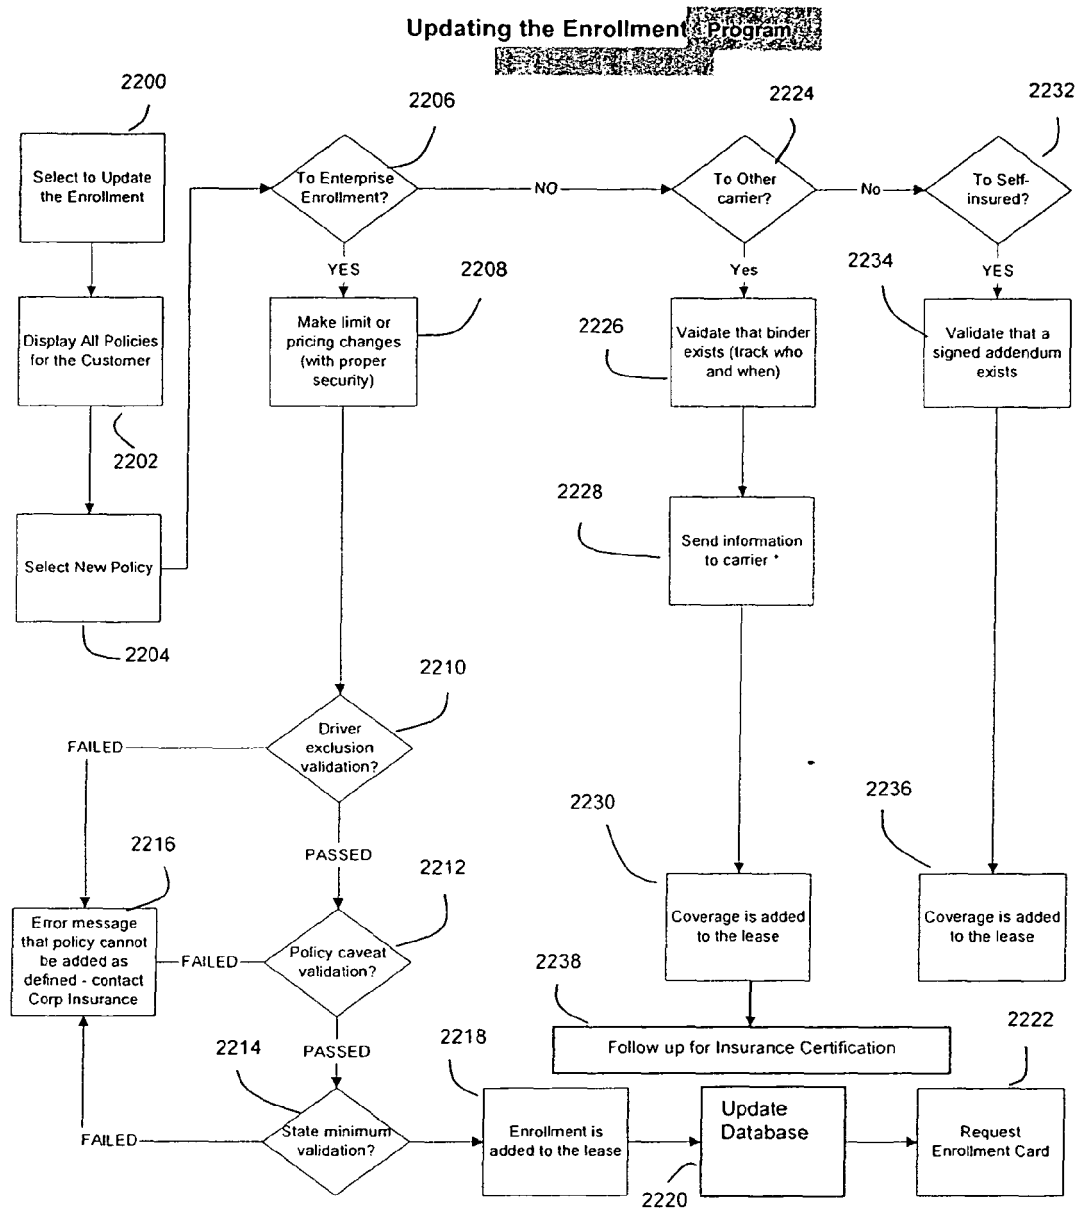 Updating the Enrollment Program
2200
2206
2224
2232
Select to Update
the Enrollment
To Enterprise
Enrollment?
NO
To Other
carrier?
No
To Self-
insured?
YES
2208
Yes
2234
YES
Display All Policies
for the Customer
2202
Make limit or
pricing changes
(with proper
security)
2226
Vaidate that binder
exists (track who
and when)
Validate that a
signed addendum
exists
2228
Select New Policy
2204
Send information
to carrier *
2210
FAILED
Driver
exclusion
validation?
2230
2236
PASSED
2216
2212
Error message
that policy cannot
be added as
defined - contact
Corp Insurance
FAILED
Policy caveat
validation?
Coverage is added
to the lease
Coverage is added
to the lease
2238
PASSED
2214
2218
Follow up for Insurance Certification
2222
FAILED
State minimum
validation?
Enrollment is
added to the lease
Update
Database
2220
Request
Enrollment Card